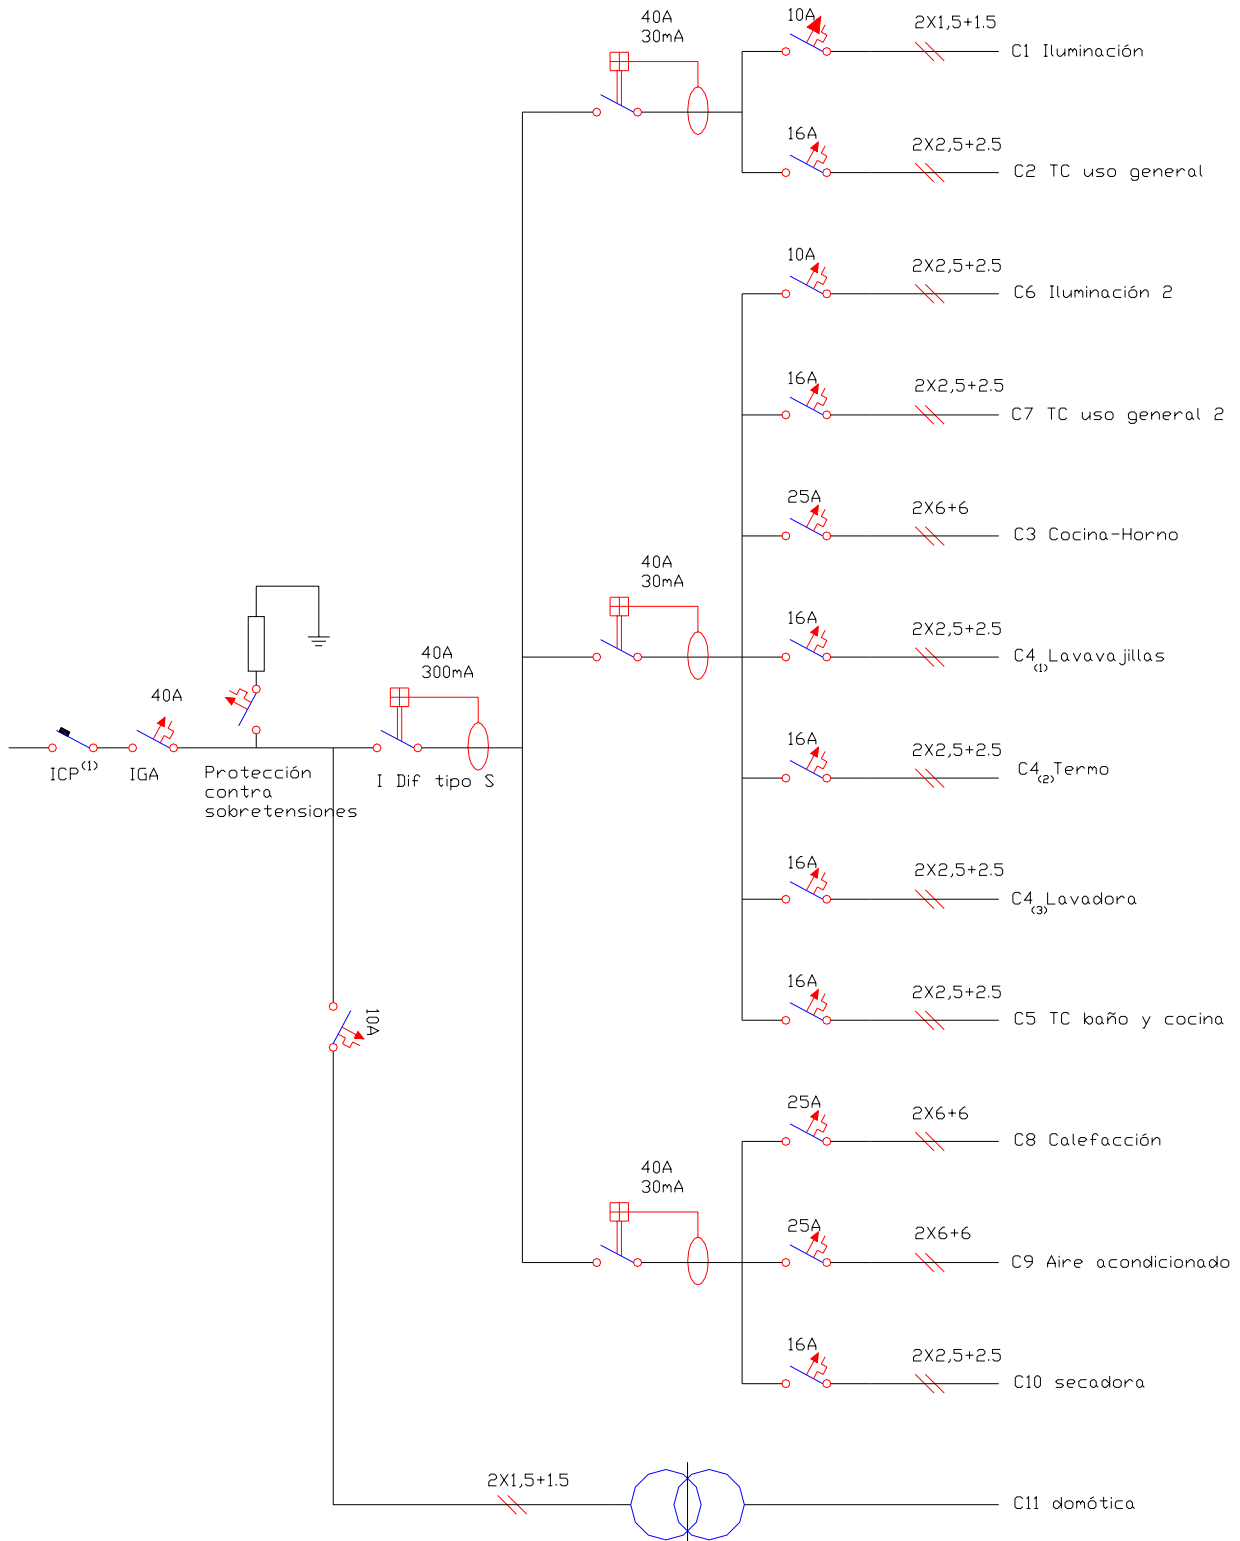 40A
30mA
10A
2X1,5+1.5
C1 Iluminación
16A
2X2,5+2.5
C2 TC uso general
10A
2X2,5+2.5
C6 Iluminación 2
16A
2X2,5+2.5
C7 TC uso general 2
25A
2X6+6
C3 Cocina-Horno
40A
30mA
16A
2X2,5+2.5
C4(1)Lavavajillas
16A
2X2,5+2.5
C4(2)Termo
16A
2X2,5+2.5
C4(3)Lavadora
16A
2X2,5+2.5
C5 TC baño y cocina
40A
ICP(1)
IGA
Protección
contra
sobretensiones
40A
300mA
I Dif tipo S
10A
40A
30mA
25A
2X6+6
C8 Calefacción
25A
2X6+6
C9 Aire acondicionado
16A
2X2,5+2.5
C10 secadora
2X1,5+1.5
C11 domótica